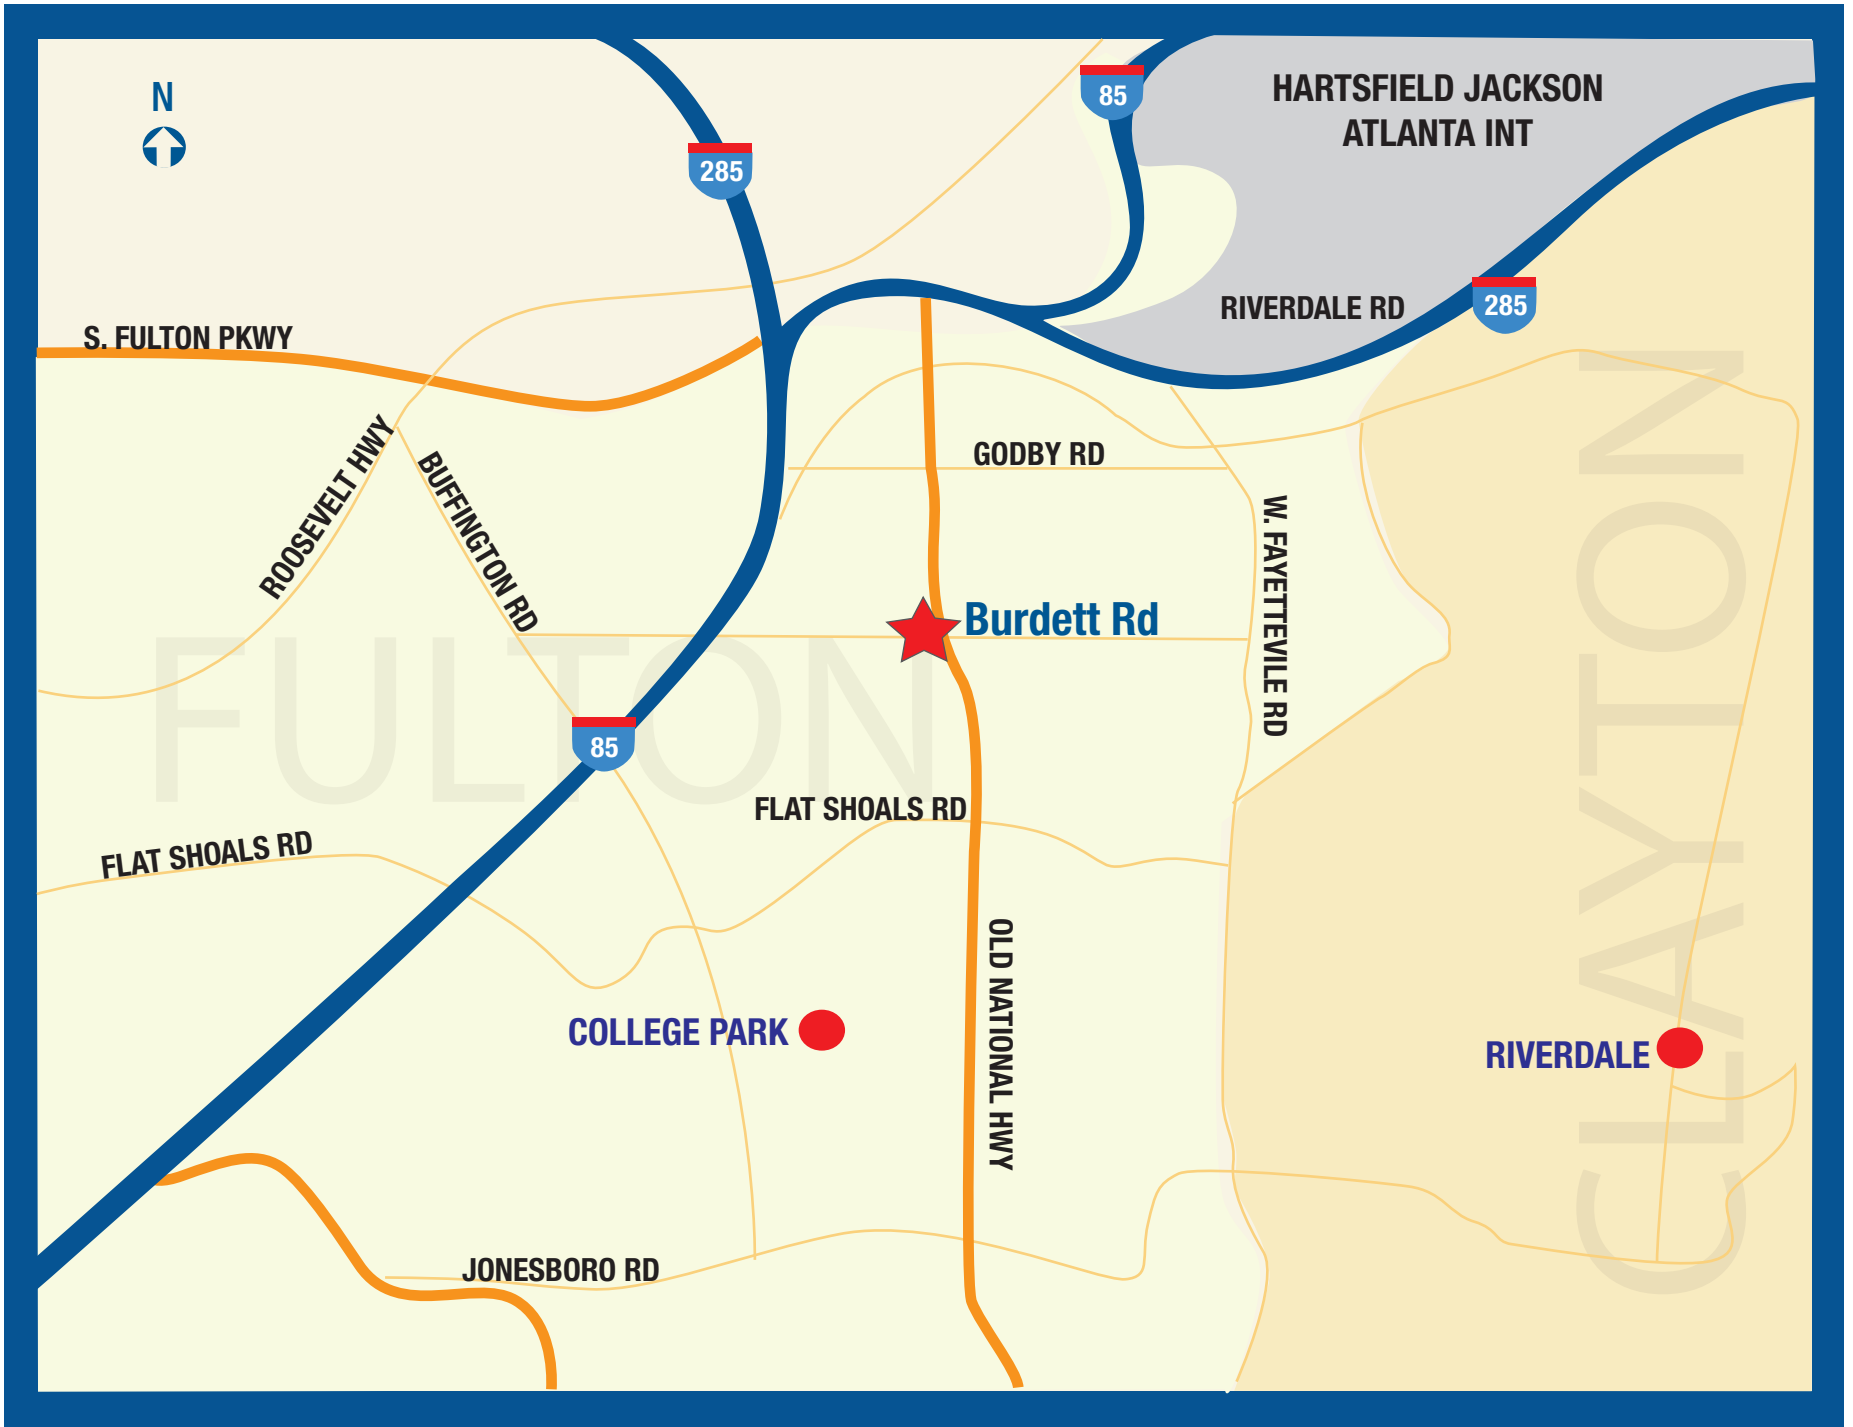 N
85
HARTSFIELD JACKSON
ATLANTA INT
285
RIVERDALE RD
285
S. FULTON PKWY
ROOSEVELT HWY
BUFFINGTON RD
GODBY RD
W. FAYETTEVILE RD
Burdett Rd
FULTON
CLAYTON
85
FLAT SHOALS RD
FLAT SHOALS RD
OLD NATIONAL HWY
COLLEGE PARK
RIVERDALE
JONESBORO RD